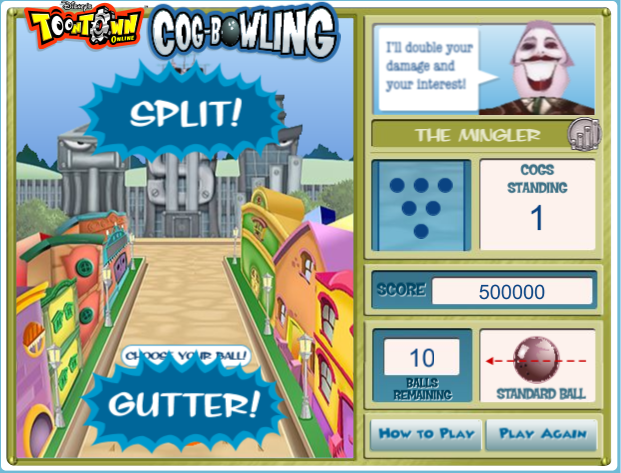 Disney's
TOONTOWN
ONLINE
COG-BOWLING
SPLIT!
CHOOSE YOUR BALL!
GUTTER!
I'll double your
damage and
your interest!
THE MINGLER
COGS
STANDING
1
SCORE 500000
10
BALLS
REMAINING
STANDARD BALL
HOW TO PLAY
PLAY AGAIN